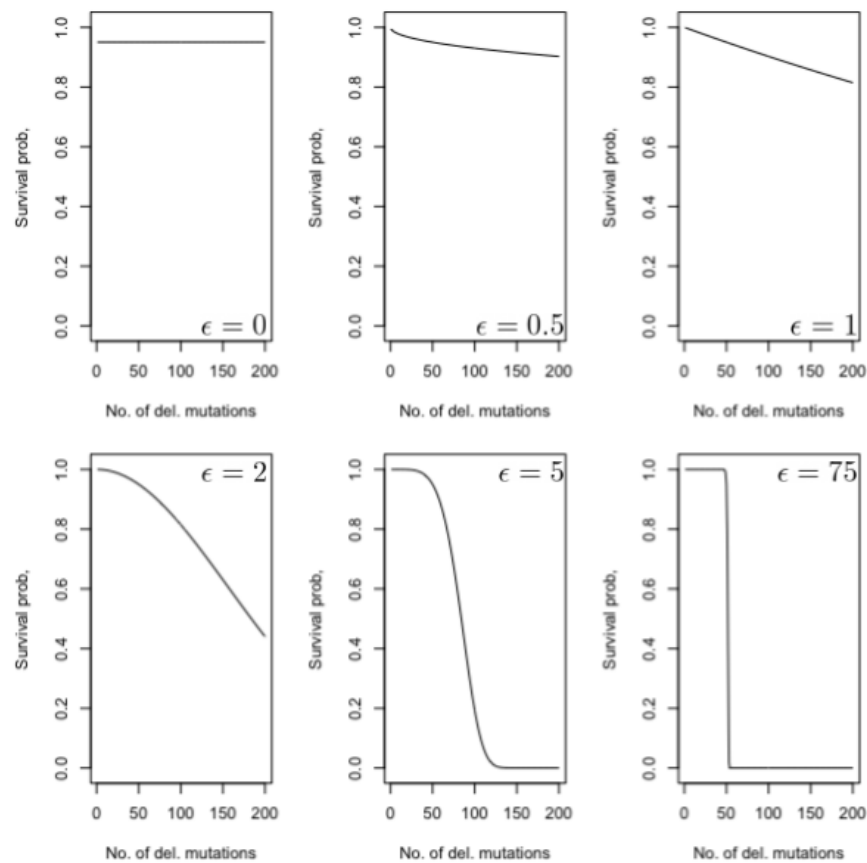 Survival prob,
0.0 0.2 0.4 0.6 0.8 1.0
ϵ = 0
0 50 100 150 200
No. of del. mutations
Survival prob,
0.0 0.2 0.4 0.6 0.8 1.0
ϵ = 0.5
0 50 100 150 200
No. of del. mutations
Survival prob,
0.0 0.2 0.4 0.6 0.8 1.0
ϵ = 1
0 50 100 150 200
No. of del. mutations
Survival prob,
0.0 0.2 0.4 0.6 0.8 1.0
ϵ = 2
0 50 100 150 200
No. of del. mutations
Survival prob,
0.0 0.2 0.4 0.6 0.8 1.0
ϵ = 5
0 50 100 150 200
No. of del. mutations
Survival prob,
0.0 0.2 0.4 0.6 0.8 1.0
ϵ = 75
0 50 100 150 200
No. of del. mutations